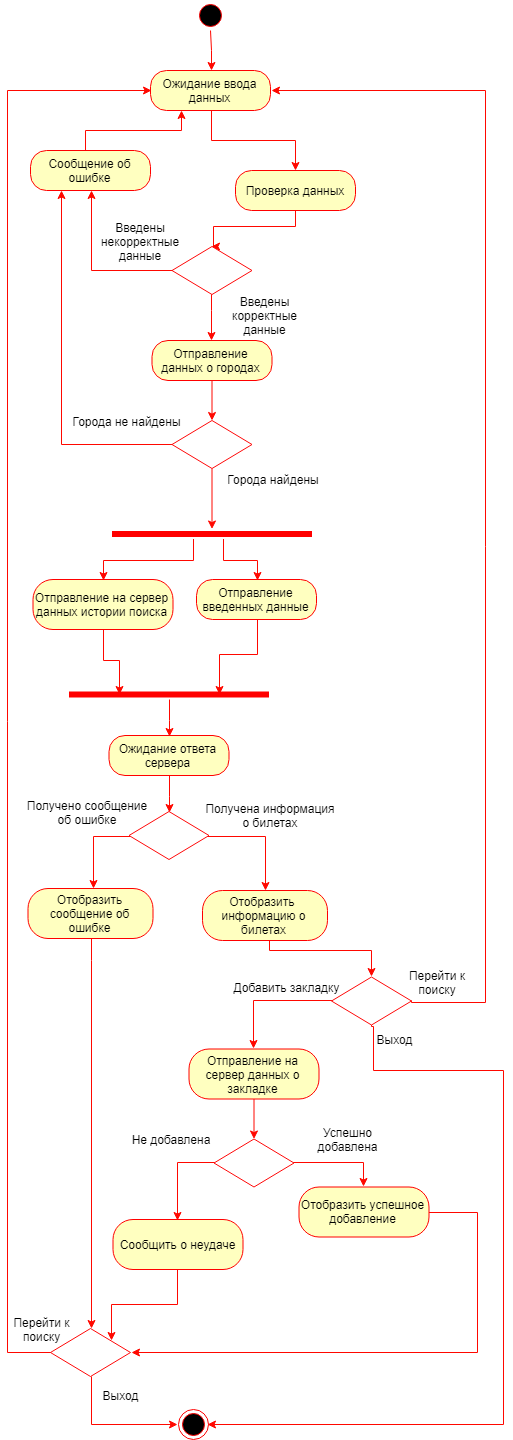 Ожидание ввода
данных
Сообщение об
ошибке
Проверка данных
Введены
некорректные
данные
Введены
корректные
данные
Отправление
данных о городах
Города не найдены
Города найдены
Отправление на сервер
данных истории поиска
Отправление
введенных данные
Ожидание ответа
сервера
Получено сообщение
об ошибке
Получена информация
о билетах
Отобразить
сообщение об
ошибке
Отобразить
информацию о
билетах
Добавить закладку
Перейти к
поиску
Выход
Отправление на
сервер данных о
закладке
Не добавлена
Успешно
добавлена
Отобразить успешное
добавление
Сообщить о неудаче
Перейти к
поиску
Выход